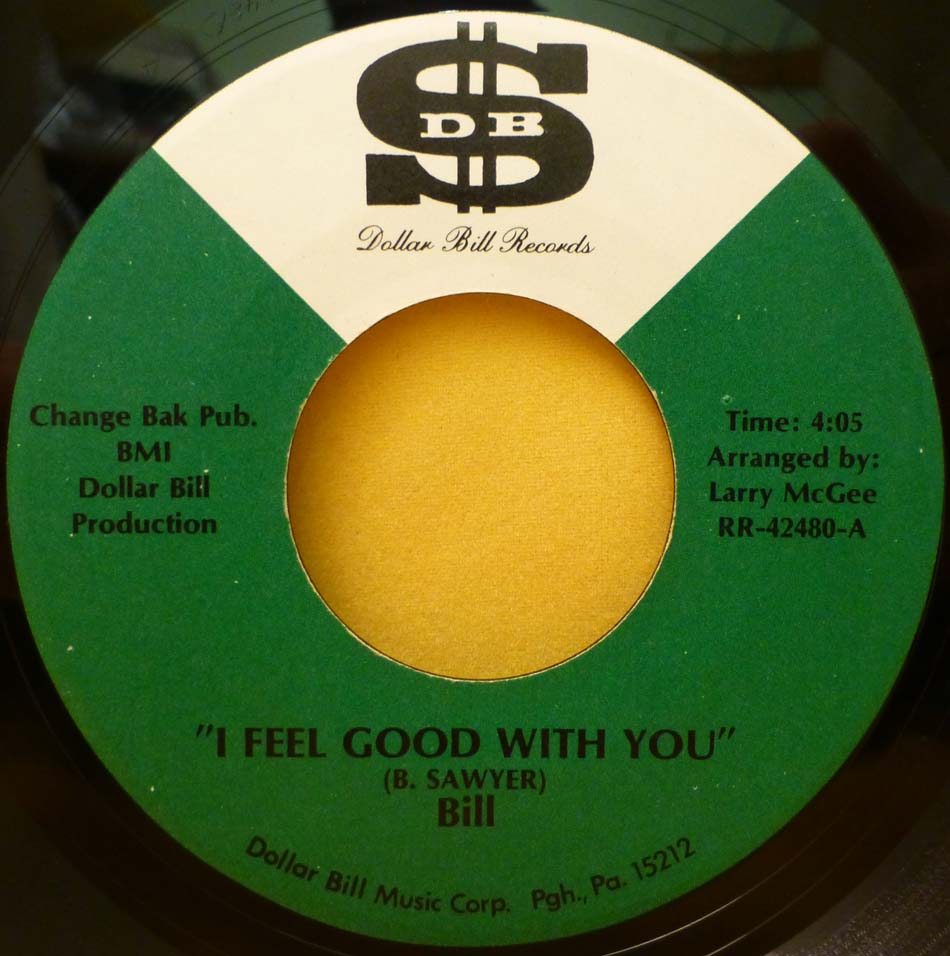 DB
Dollar Bill Records
Change Bak Pub.
BMI
Dollar Bill
Production
Time: 4:05
Arranged by:
Larry McGee
RR-42480-A
"I FEEL GOOD WITH YOU"
(B. SAWYER)
Bill
Dollar Bill Music Corp. Pgh., Pa. 15212